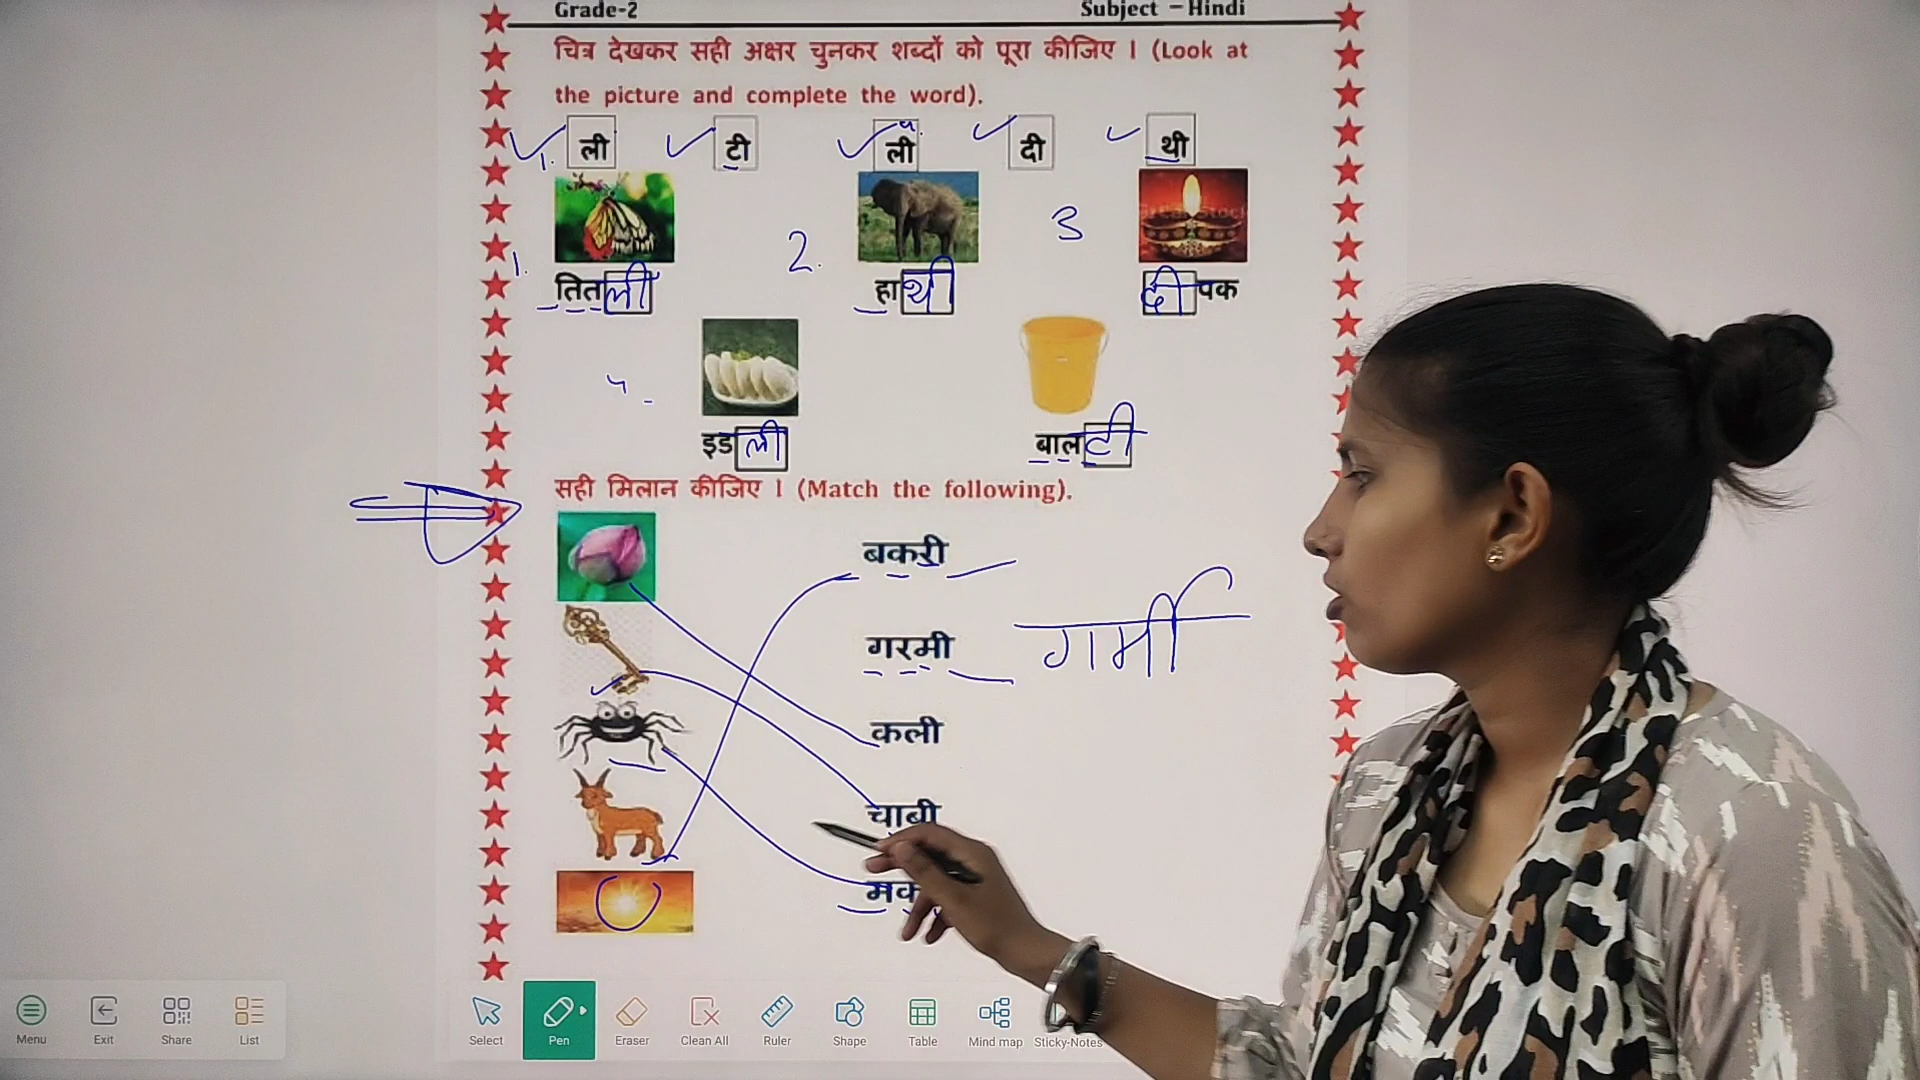 Grade-2 Subject – Hindi
चित्र देखकर सही अक्षर चुनकर शब्दों को पूरा कीजिए । (Look at
the picture and complete the word).
ली टी ली दी थी
1.
1. 2. 3
तितली हाथी दीपक
इडली बालटी
सही मिलान कीजिए । (Match the following).
बकरी
गरमी गर्मी
कली
चाबी
Menu Exit Share List Select Pen Eraser Clean All Ruler Shape Table Mind map Sticky-Notes